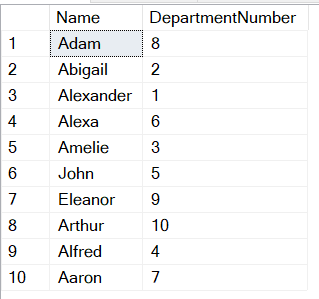 Name DepartmentNumber
1 Adam 8
2 Abigail 2
3 Alexander 1
4 Alexa 6
5 Amelie 3
6 John 5
7 Eleanor 9
8 Arthur 10
9 Alfred 4
10 Aaron 7